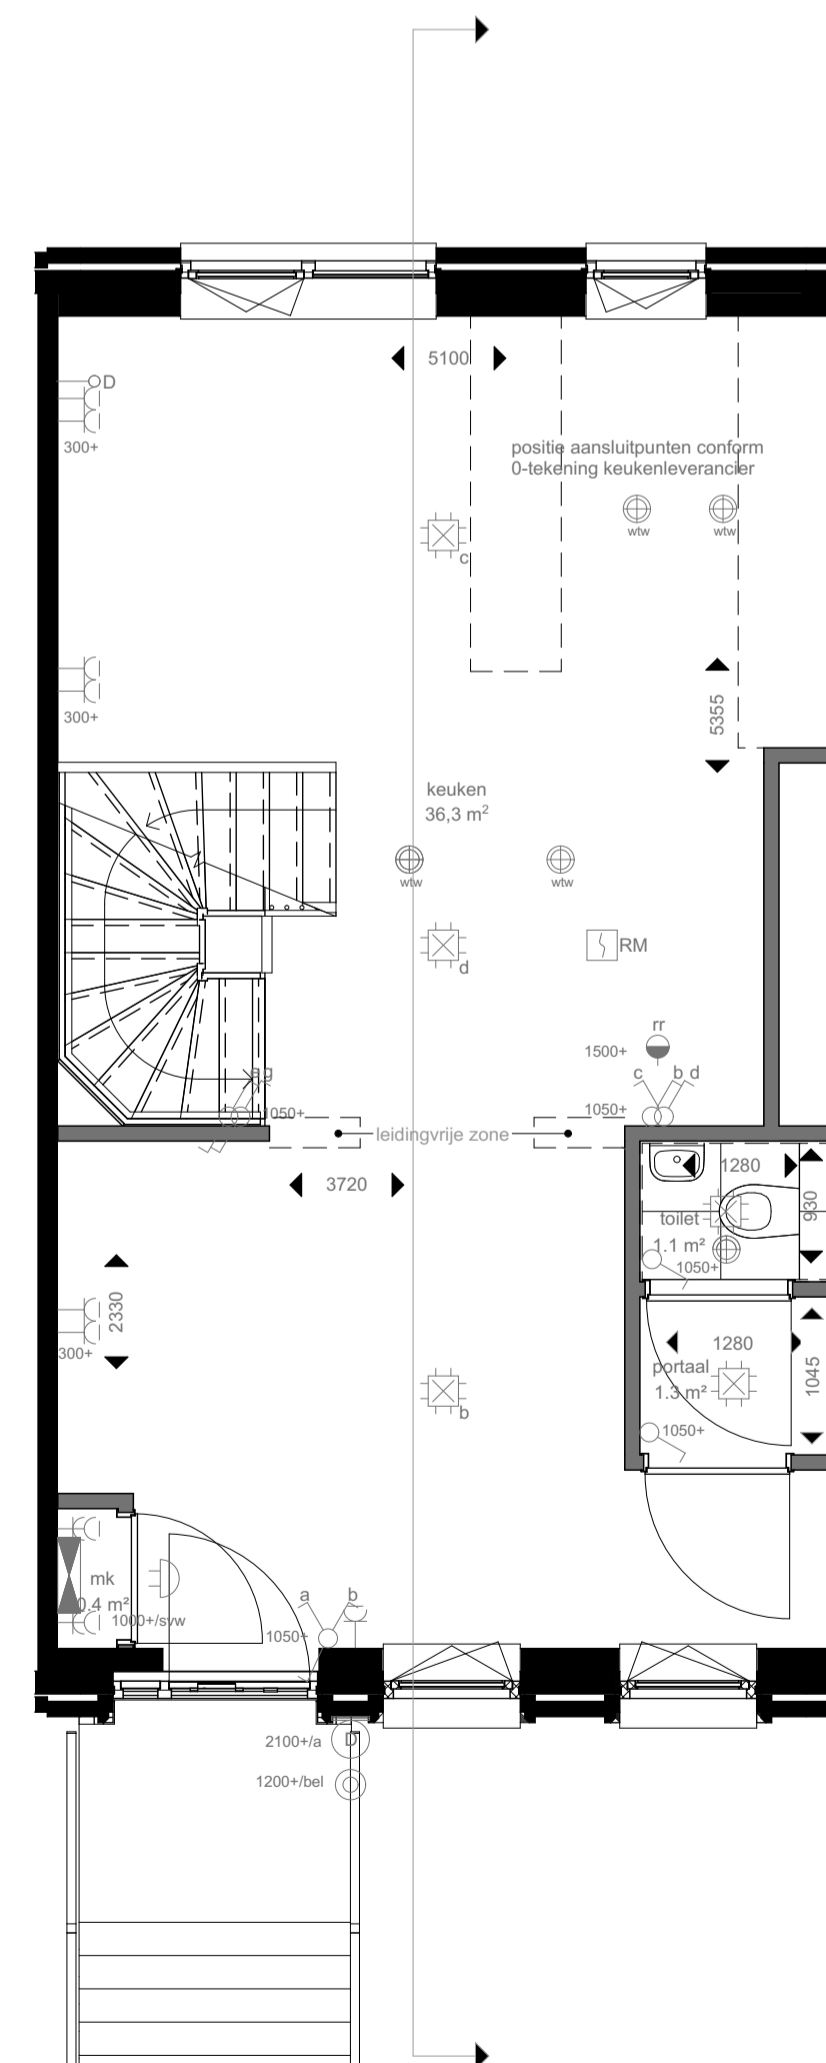 5100
D
300+
positie aansluitpunten conform
0-tekening keukenleverancier
wtw
wtw
c
300+
5355
keuken
36,3 m²
wtw
wtw
d
RM
rr
1500+
c
b d
g
1050+
1050+
leidingvrije zone
3720
1280
930
toilet
1.1 m²
1050+
2330
300+
1280
portaal
1.3 m²
1045
b
1050+
mk
0.4 m²
1000+/svw
a
b
1050+
2100+/a
D
1200+/bel